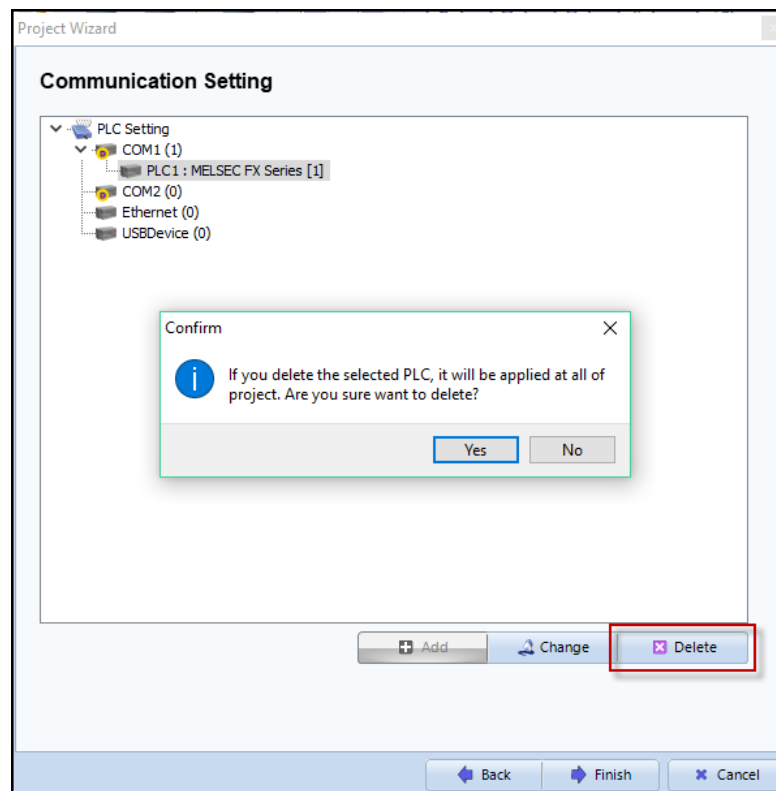 Project Wizard
Communication Setting
PLC Setting
COM1 (1)
PLC1 : MELSEC FX Series [1]
COM2 (0)
Ethernet (0)
USBDevice (0)
Confirm
If you delete the selected PLC, it will be applied at all of
project. Are you sure want to delete?
Yes No
Add Change Delete
Back Finish Cancel